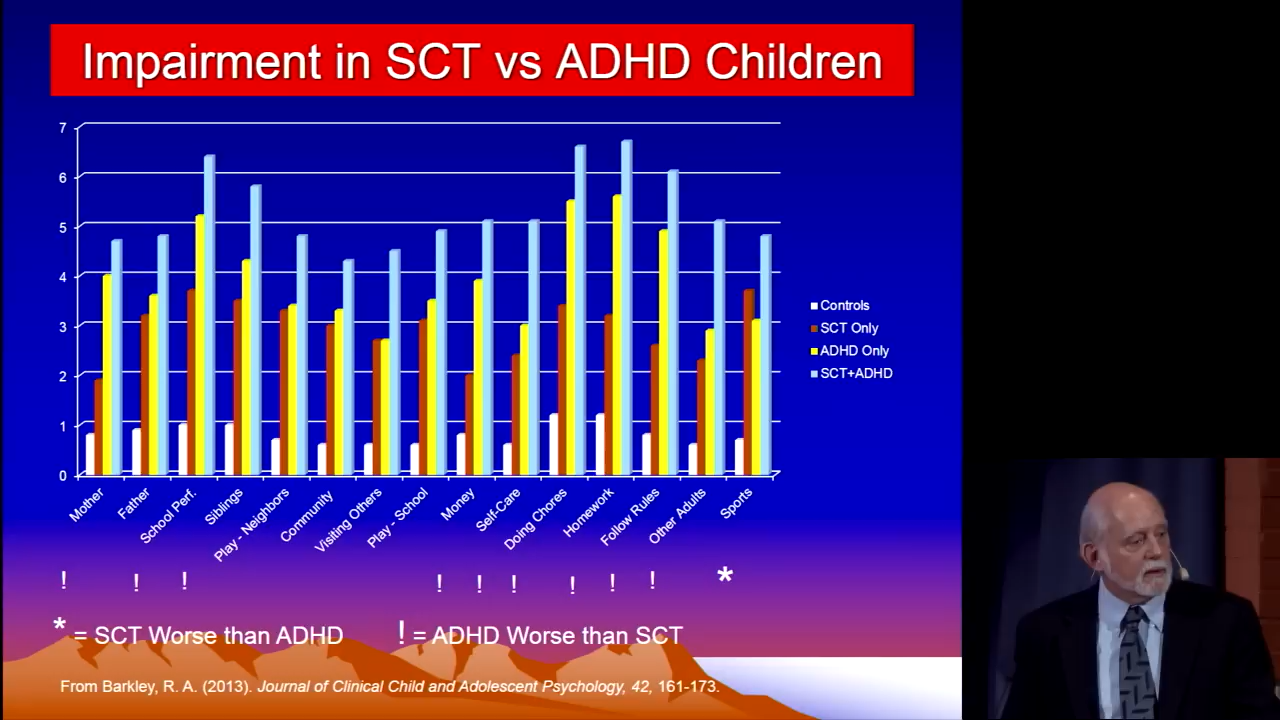 Impairment in SCT vs ADHD Children
7
6
5
4
3
2
1
0
Mother
Father
School Perf.
Siblings
Play - Neighbors
Community
Visiting Others
Play - School
Money
Self-Care
Doing Chores
Homework
Follow Rules
Other Adults
Sports
Controls
SCT Only
ADHD Only
SCT+ADHD
! ! ! ! ! ! ! ! ! *
* = SCT Worse than ADHD ! = ADHD Worse than SCT
From Barkley, R. A. (2013). Journal of Clinical Child and Adolescent Psychology, 42, 161-173.